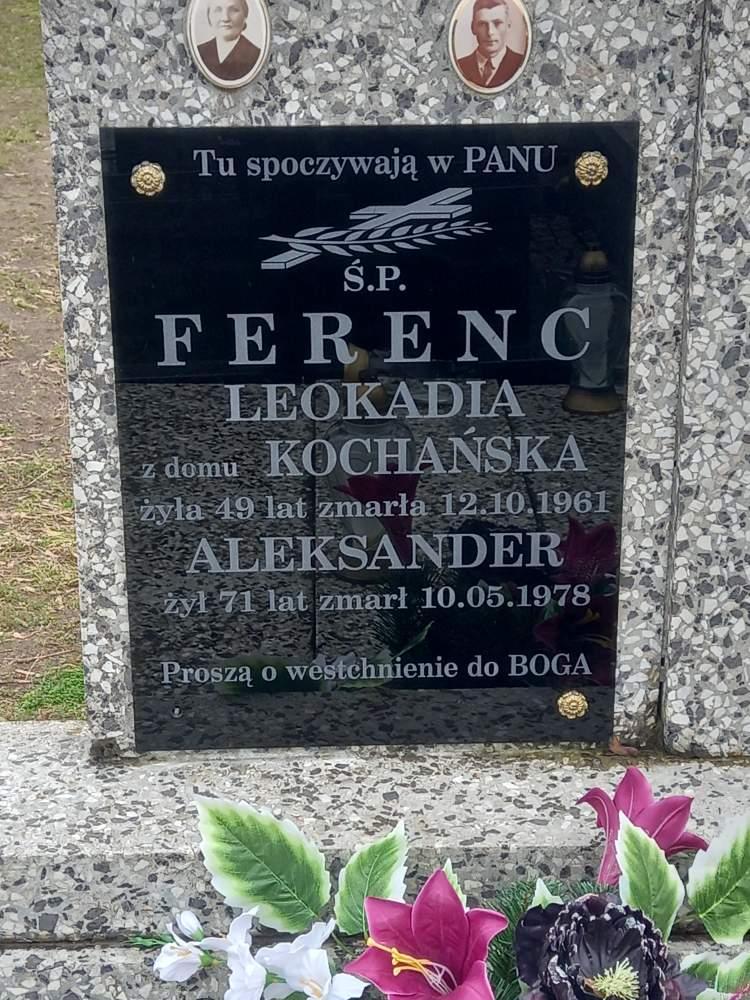 Tu spoczywają w PANU
Ś.P.
FERENC
LEOKADIA
z domu KOCHAŃSKA
żyła 49 lat zmarła 12.10.1961
ALEKSANDER
żył 71 lat zmarł 10.05.1978
Proszą o westchnienie do BOGA